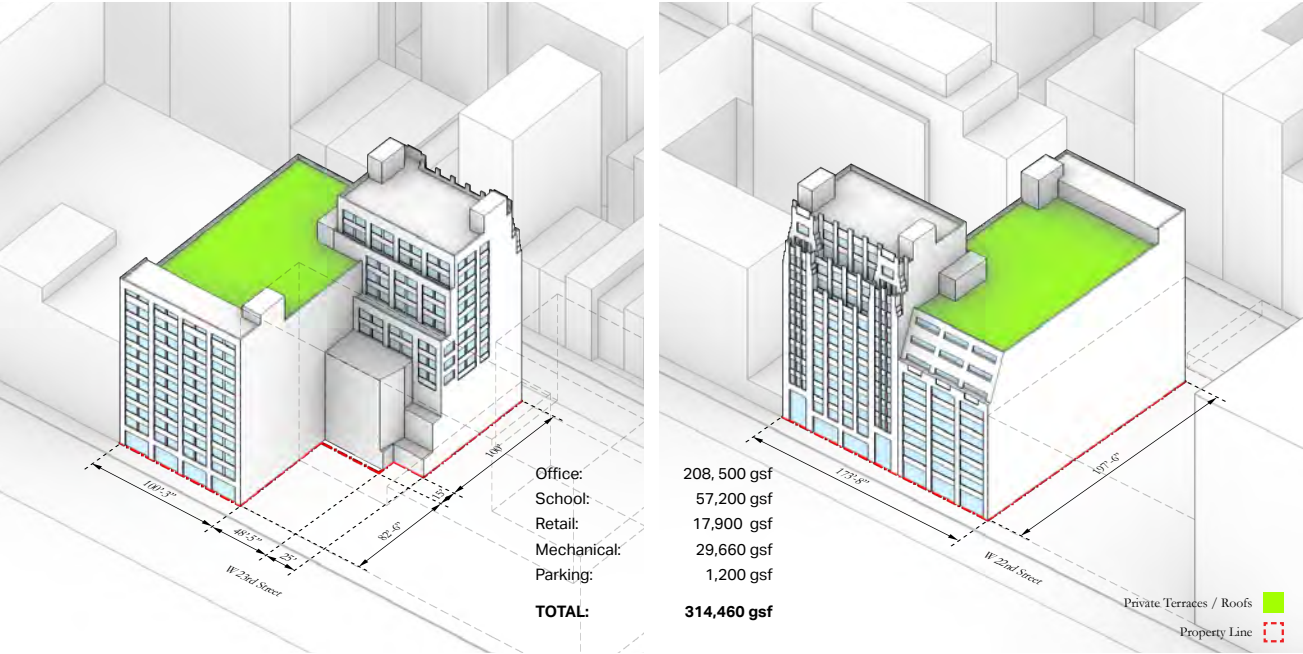 100'-3"
48'-5"
25'
W 23rd Street
82'-6"
15'
100'
Office: 208, 500 gsf
School: 57,200 gsf
Retail: 17,900 gsf
Mechanical: 29,660 gsf
Parking: 1,200 gsf
TOTAL: 314,460 gsf
173'-8"
197'-6"
W 22nd Street
Private Terraces / Roofs
Property Line